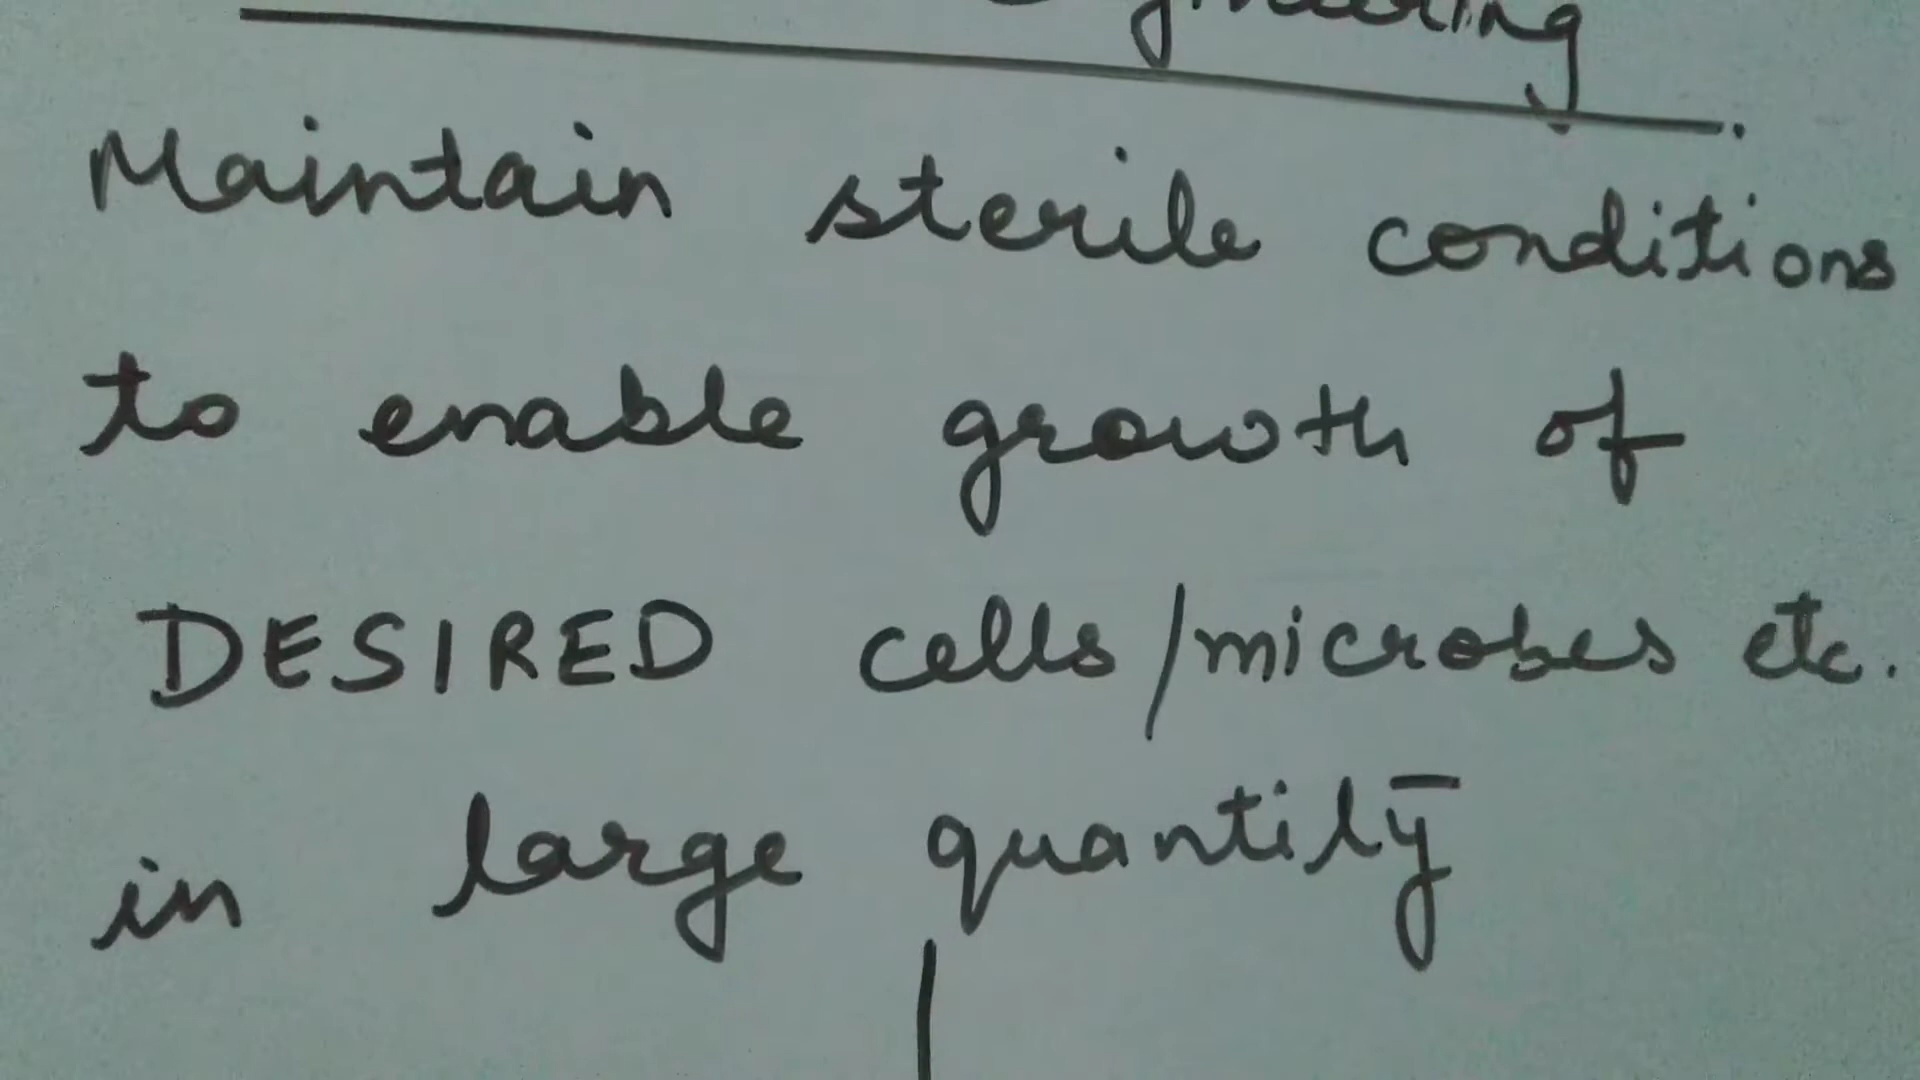 Maintain sterile conditions
to enable growth of
DESIRED cells/microbes etc.
in large quantity